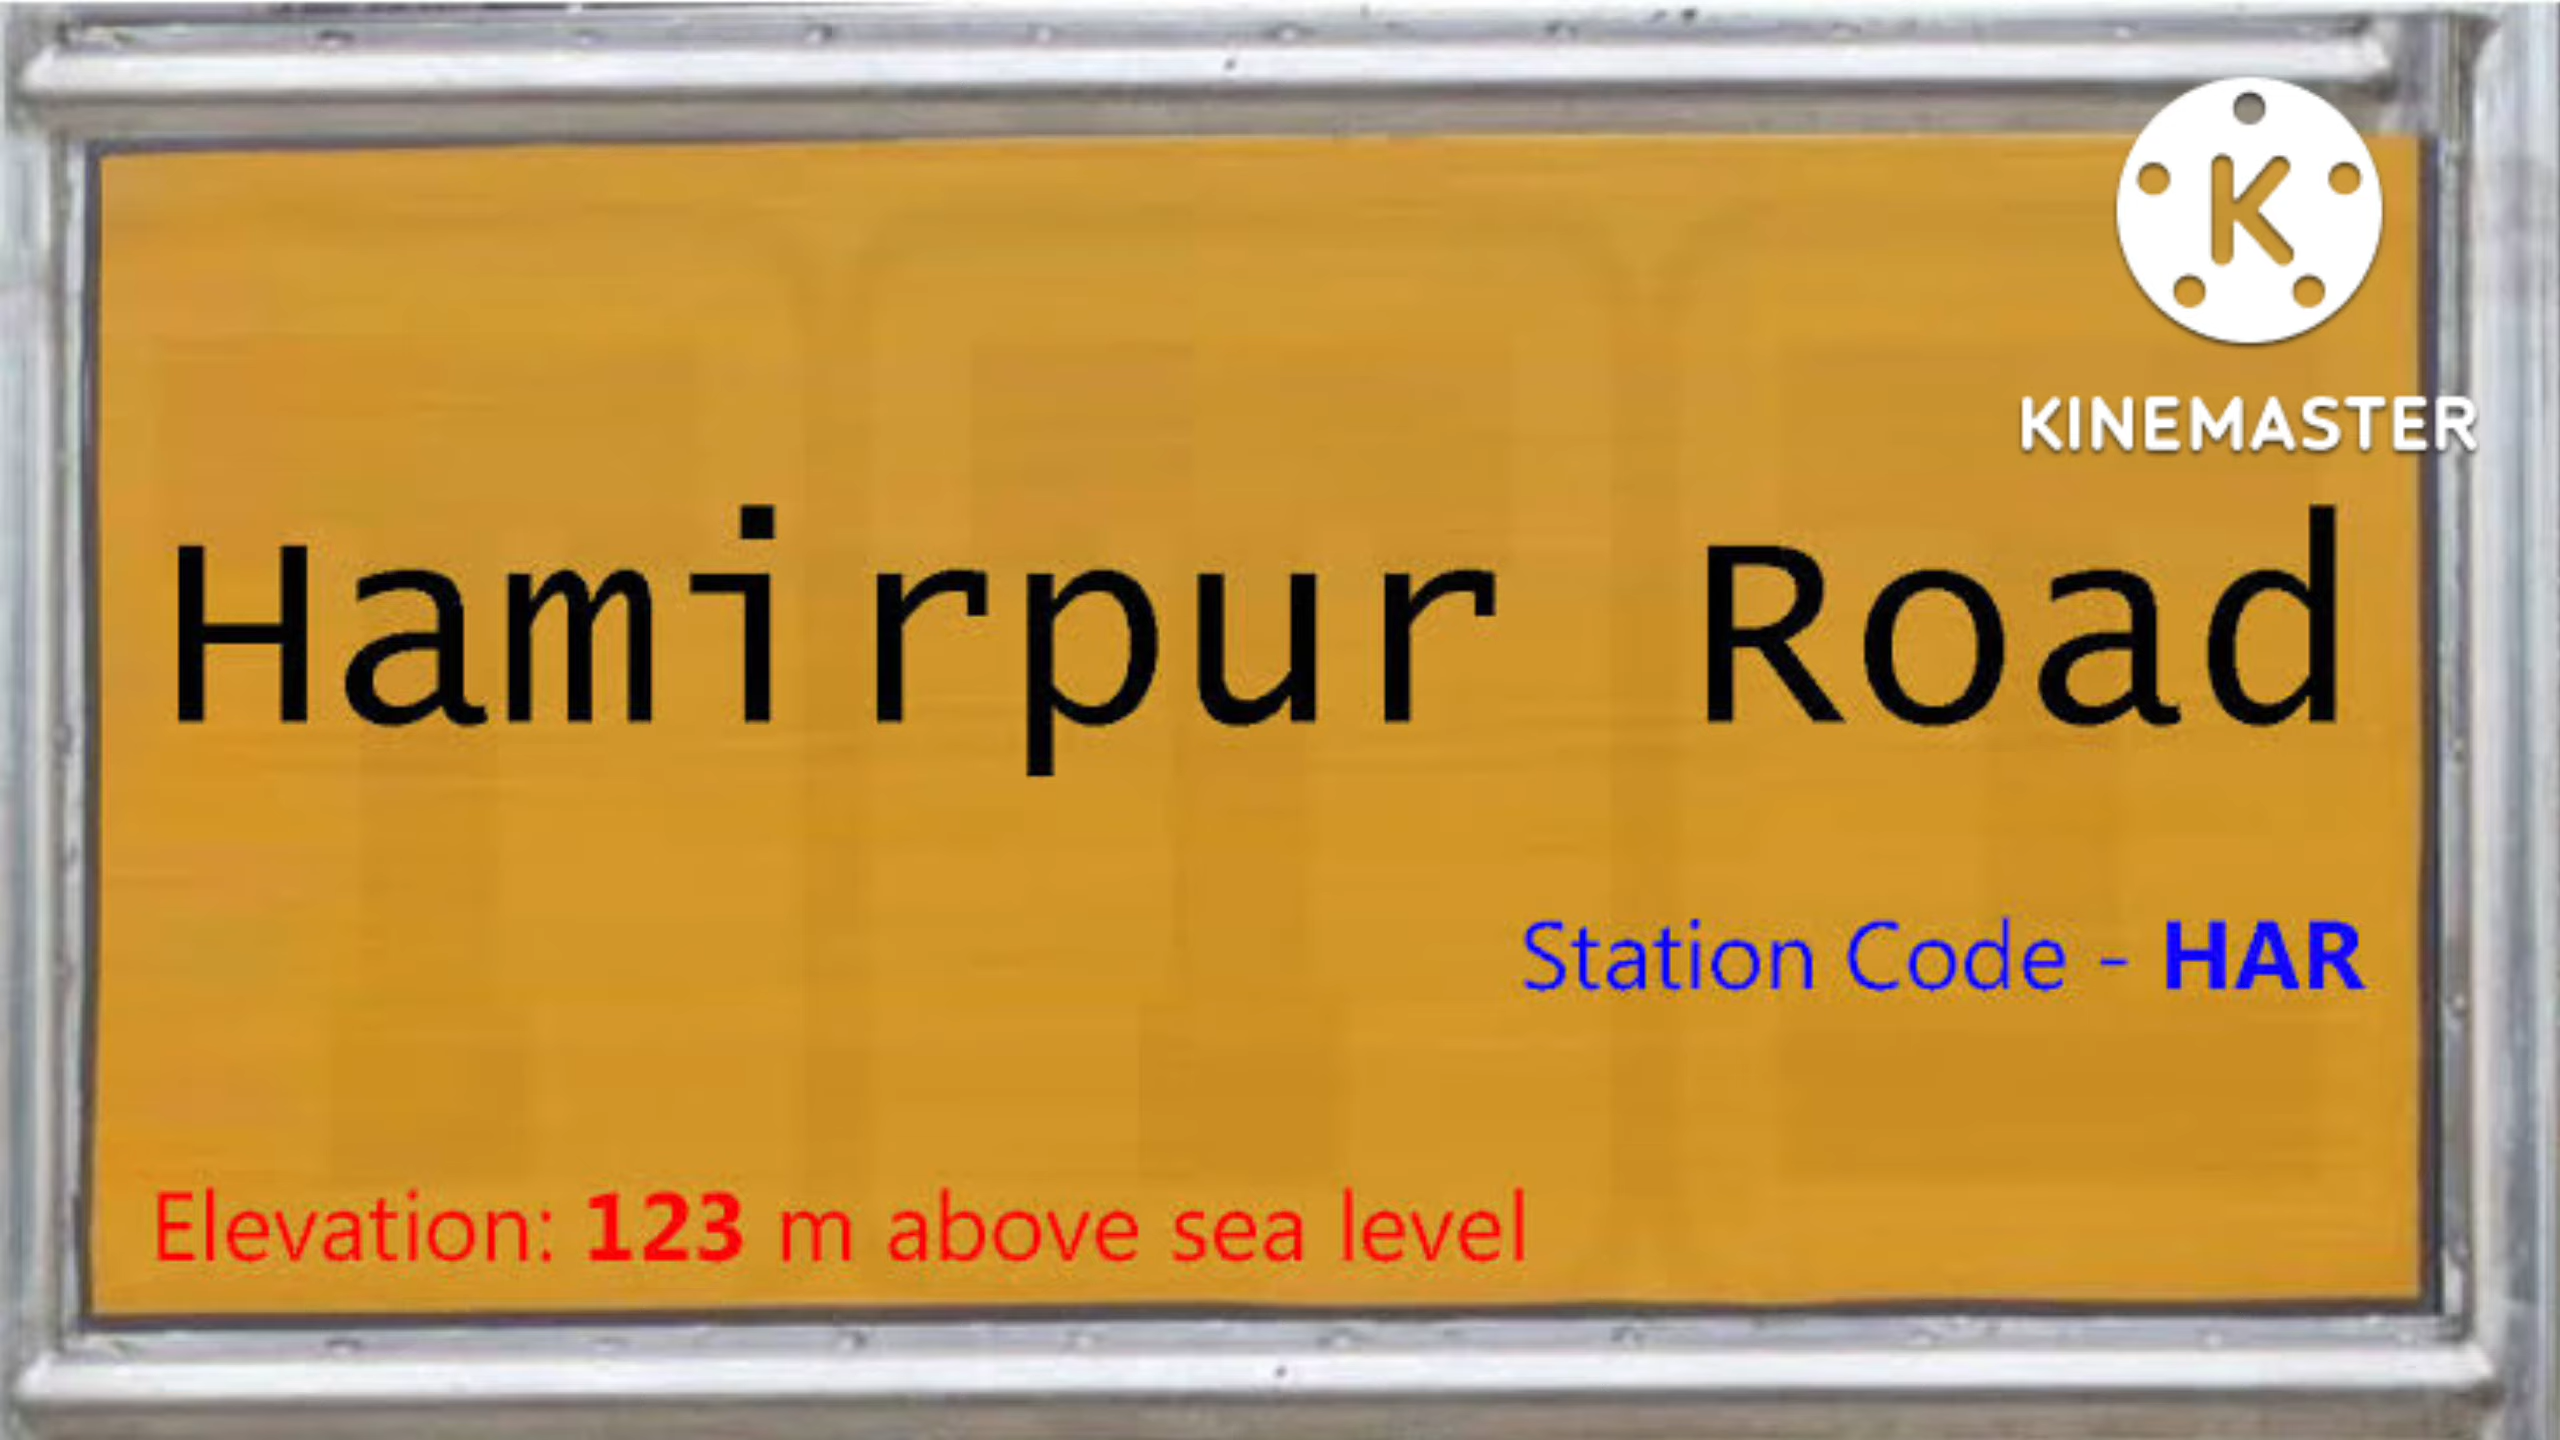 K
KINEMASTER
Hamirpur Road
Station Code - HAR
Elevation: 123 m above sea level